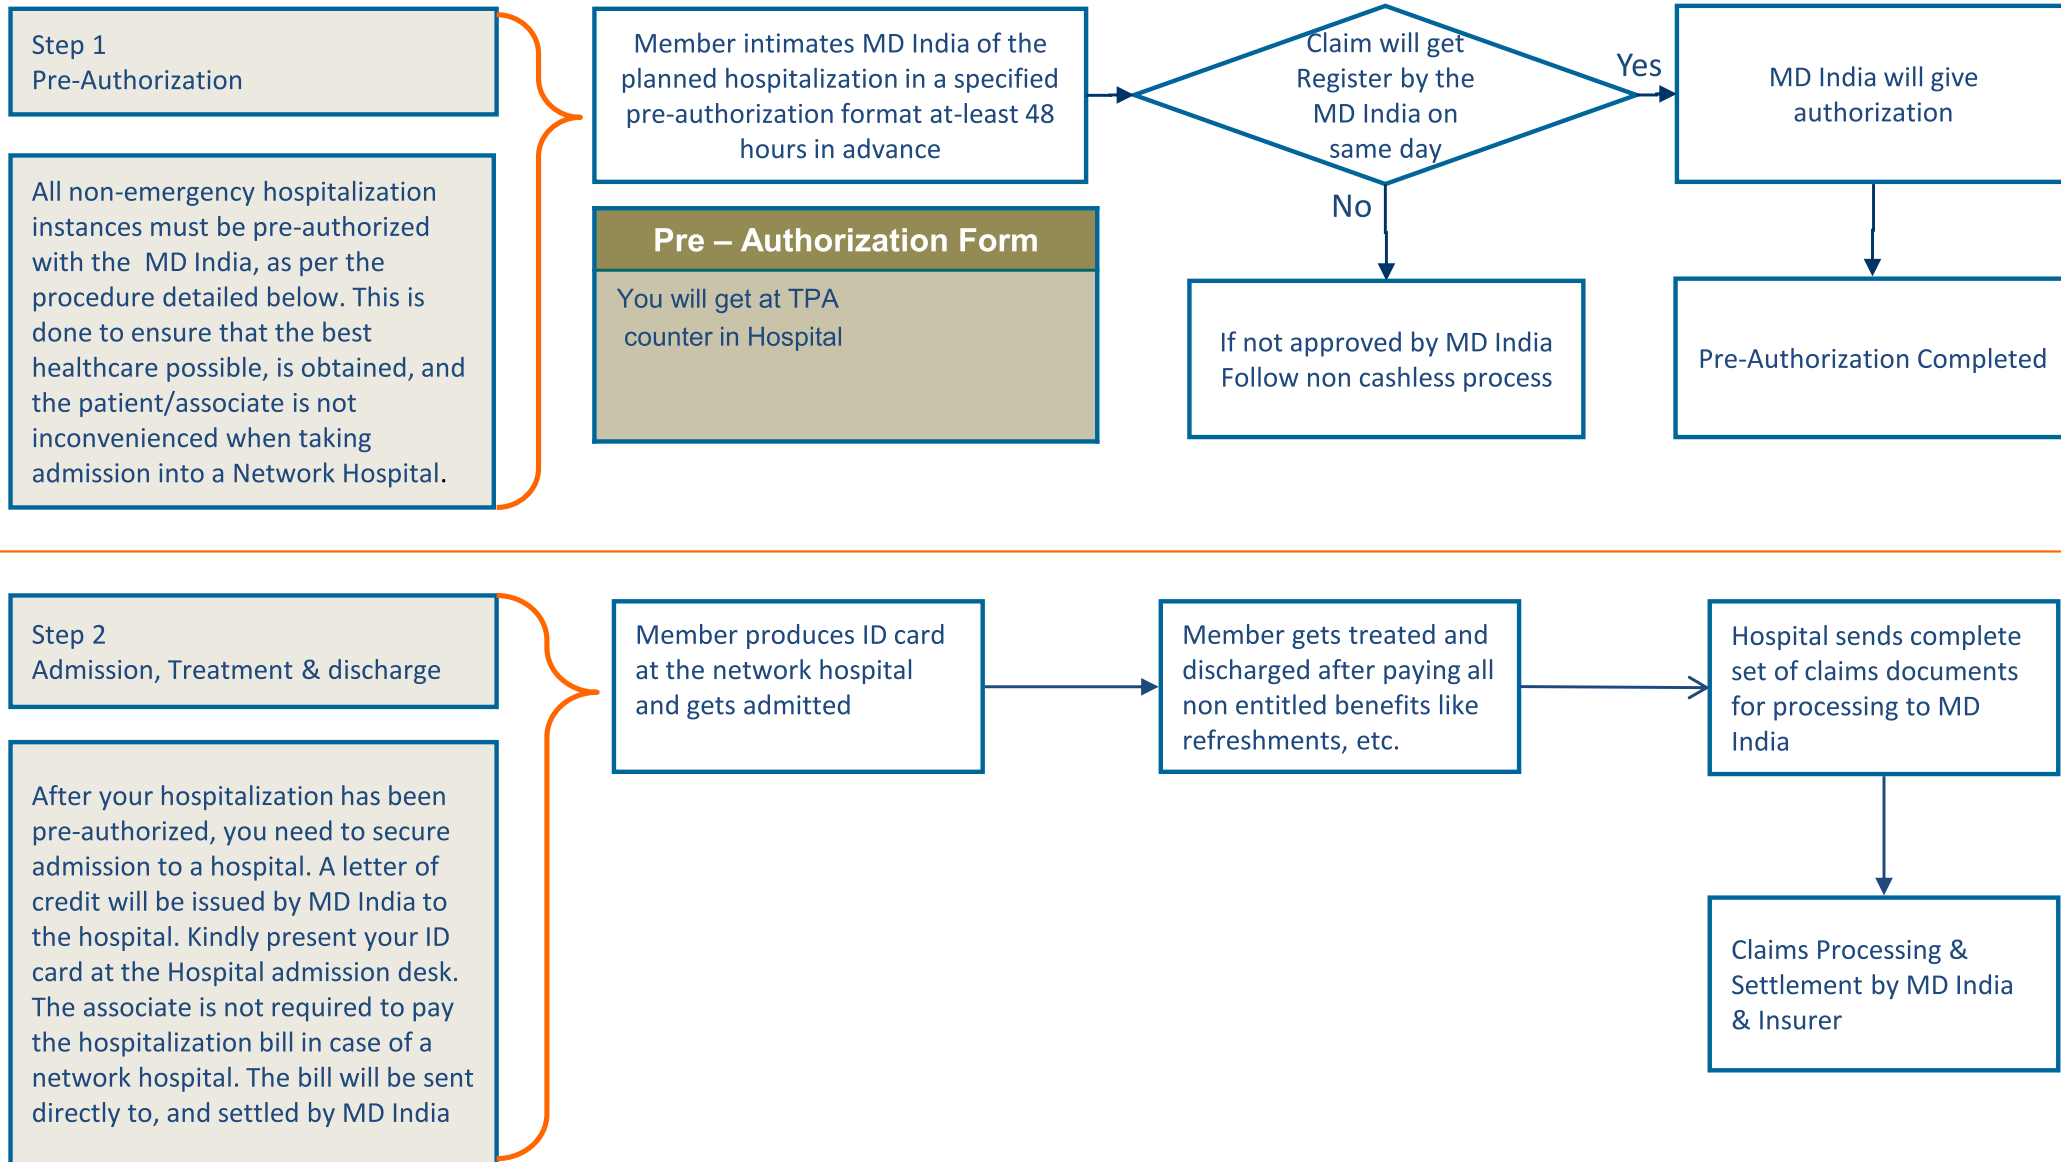 Step 1
Pre-Authorization
All non-emergency hospitalization
instances must be pre-authorized
with the  MD India, as per the
procedure detailed below. This is
done to ensure that the best
healthcare possible, is obtained, and
the patient/associate is not
inconvenienced when taking
admission into a Network Hospital.
Member intimates MD India of the
planned hospitalization in a specified
pre-authorization format at-least 48
hours in advance
Claim will get
Register by the
MD India on
same day
Yes
MD India will give
authorization
No
Pre – Authorization Form
You will get at TPA
counter in Hospital
If not approved by MD India
Follow non cashless process
Pre-Authorization Completed
Step 2
Admission, Treatment & discharge
After your hospitalization has been
pre-authorized, you need to secure
admission to a hospital. A letter of
credit will be issued by MD India to
the hospital. Kindly present your ID
card at the Hospital admission desk.
The associate is not required to pay
the hospitalization bill in case of a
network hospital. The bill will be sent
directly to, and settled by MD India
Member produces ID card
at the network hospital
and gets admitted
Member gets treated and
discharged after paying all
non entitled benefits like
refreshments, etc.
Hospital sends complete
set of claims documents
for processing to MD
India
Claims Processing &
Settlement by MD India
& Insurer